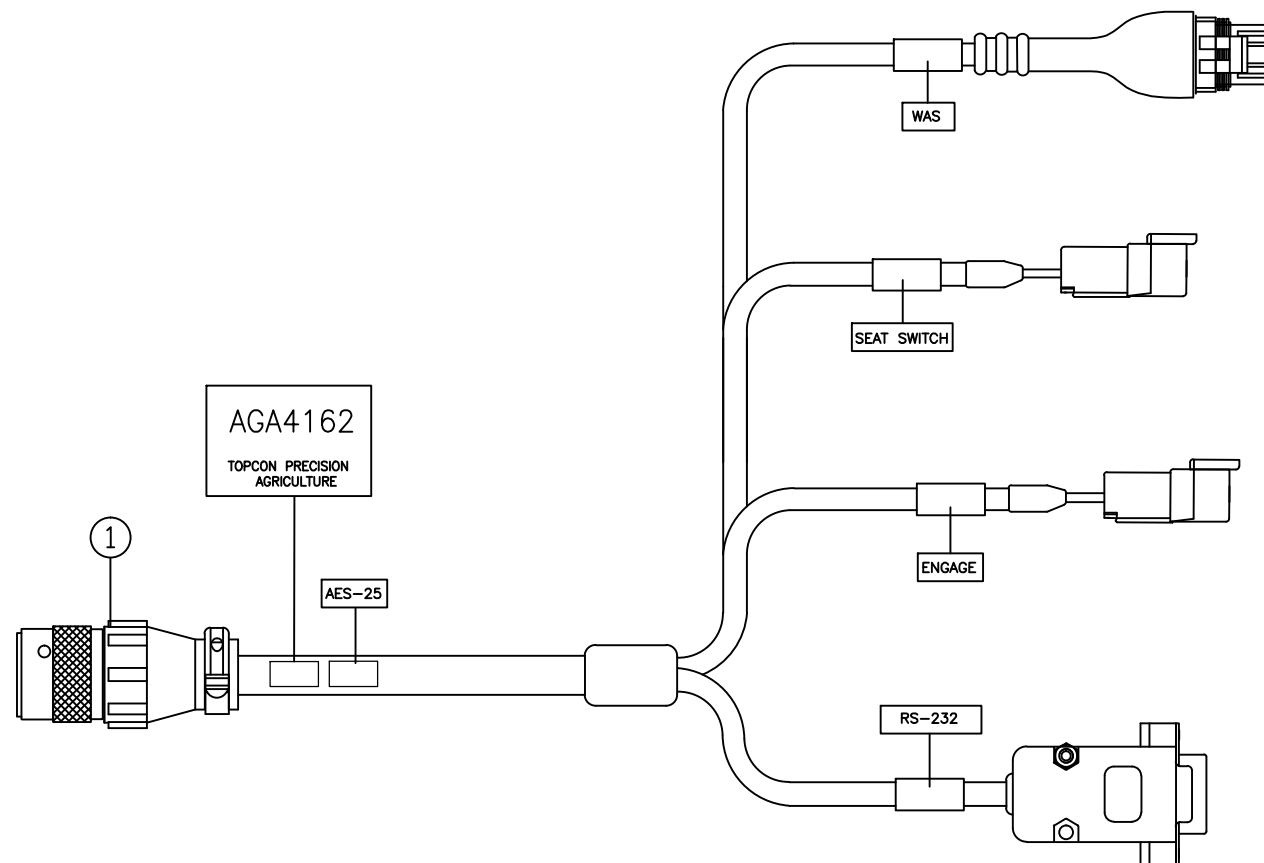 WAS
SEAT SWITCH
AGA4162
TOPCON PRECISION
AGRICULTURE
1
ENGAGE
AES-25
RS-232